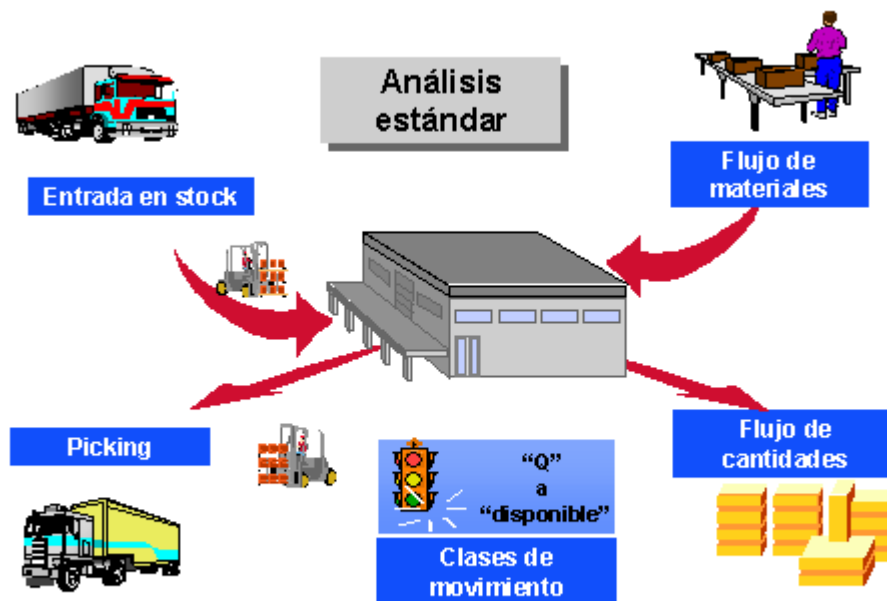 Análisis
estándar
Entrada en stock
Flujo de
materiales
Picking
“Q”
a
“disponible”
Clases de
movimiento
Flujo de
cantidades